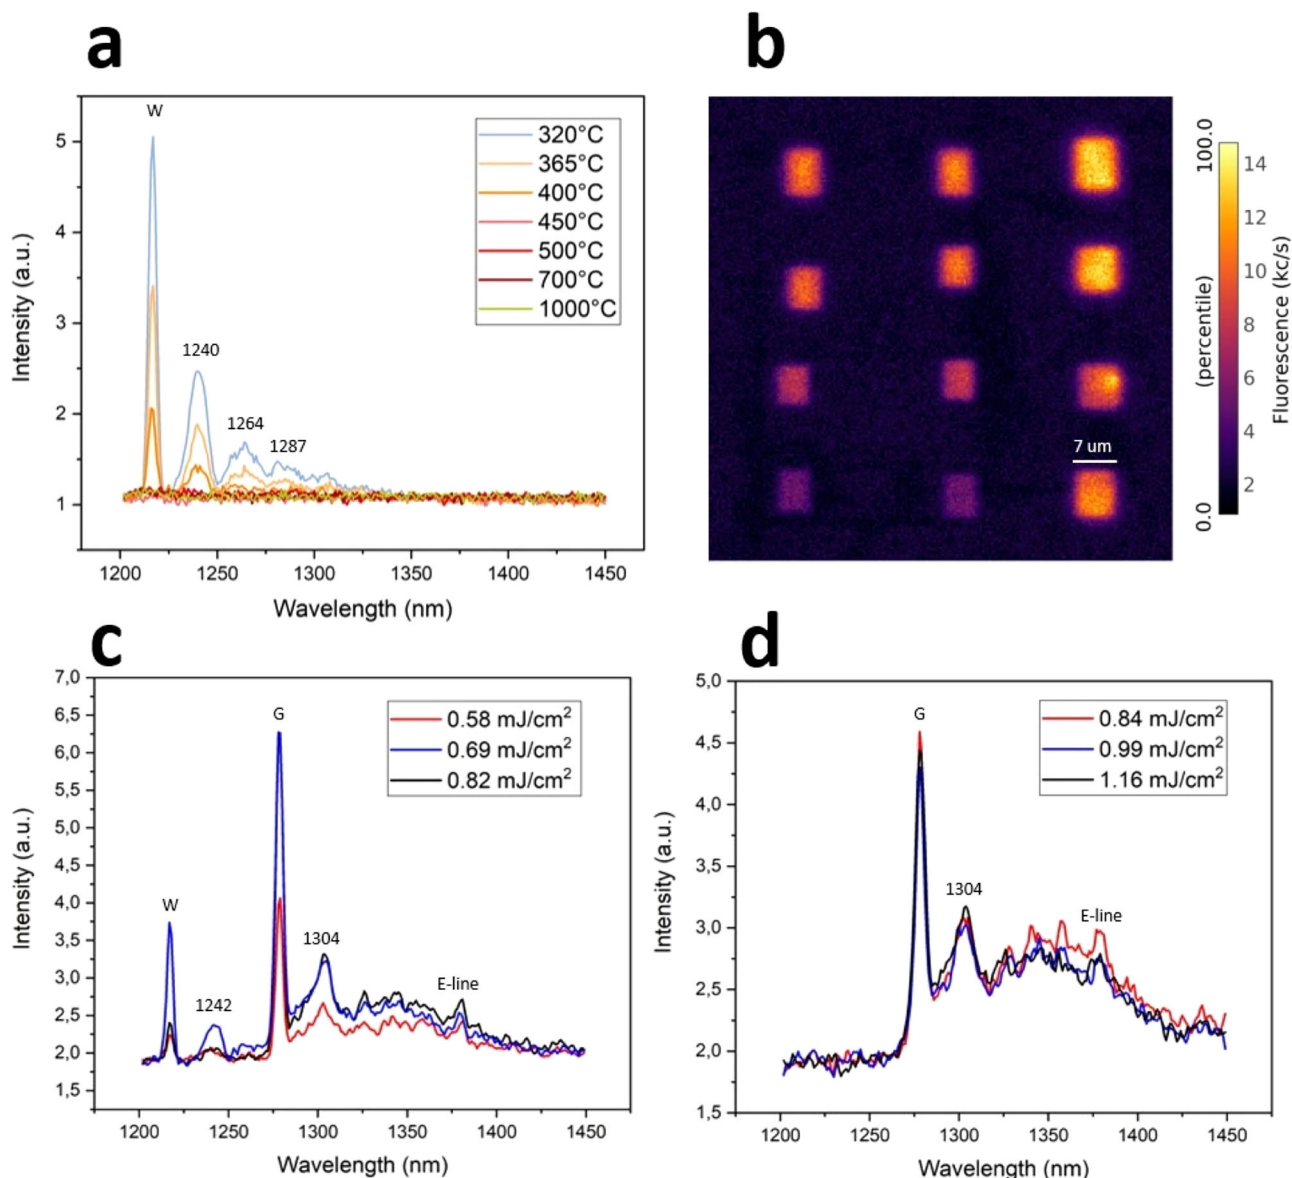 a
W
1240
1264
1287
320°C
365°C
400°C
450°C
500°C
700°C
1000°C
5
4
3
2
1
Intensity (a.u.)
1200
1250
1300
1350
1400
1450
Wavelength (nm)
b
7 um
100.0
(percentile)
0.0
14
12
10
8
6
4
2
Fluorescence (kc/s)
c
7,0
6,5
6,0
5,5
5,0
4,5
4,0
3,5
3,0
2,5
2,0
1,5
Intensity (a.u.)
W
1242
G
1304
E-line
0.58 mJ/cm²
0.69 mJ/cm²
0.82 mJ/cm²
1200
1250
1300
1350
1400
1450
Wavelength (nm)
d
5,0
4,5
4,0
3,5
3,0
2,5
2,0
1,5
Intensity (a.u.)
G
1304
E-line
0.84 mJ/cm²
0.99 mJ/cm²
1.16 mJ/cm²
1200
1250
1300
1350
1400
1450
Wavelength (nm)